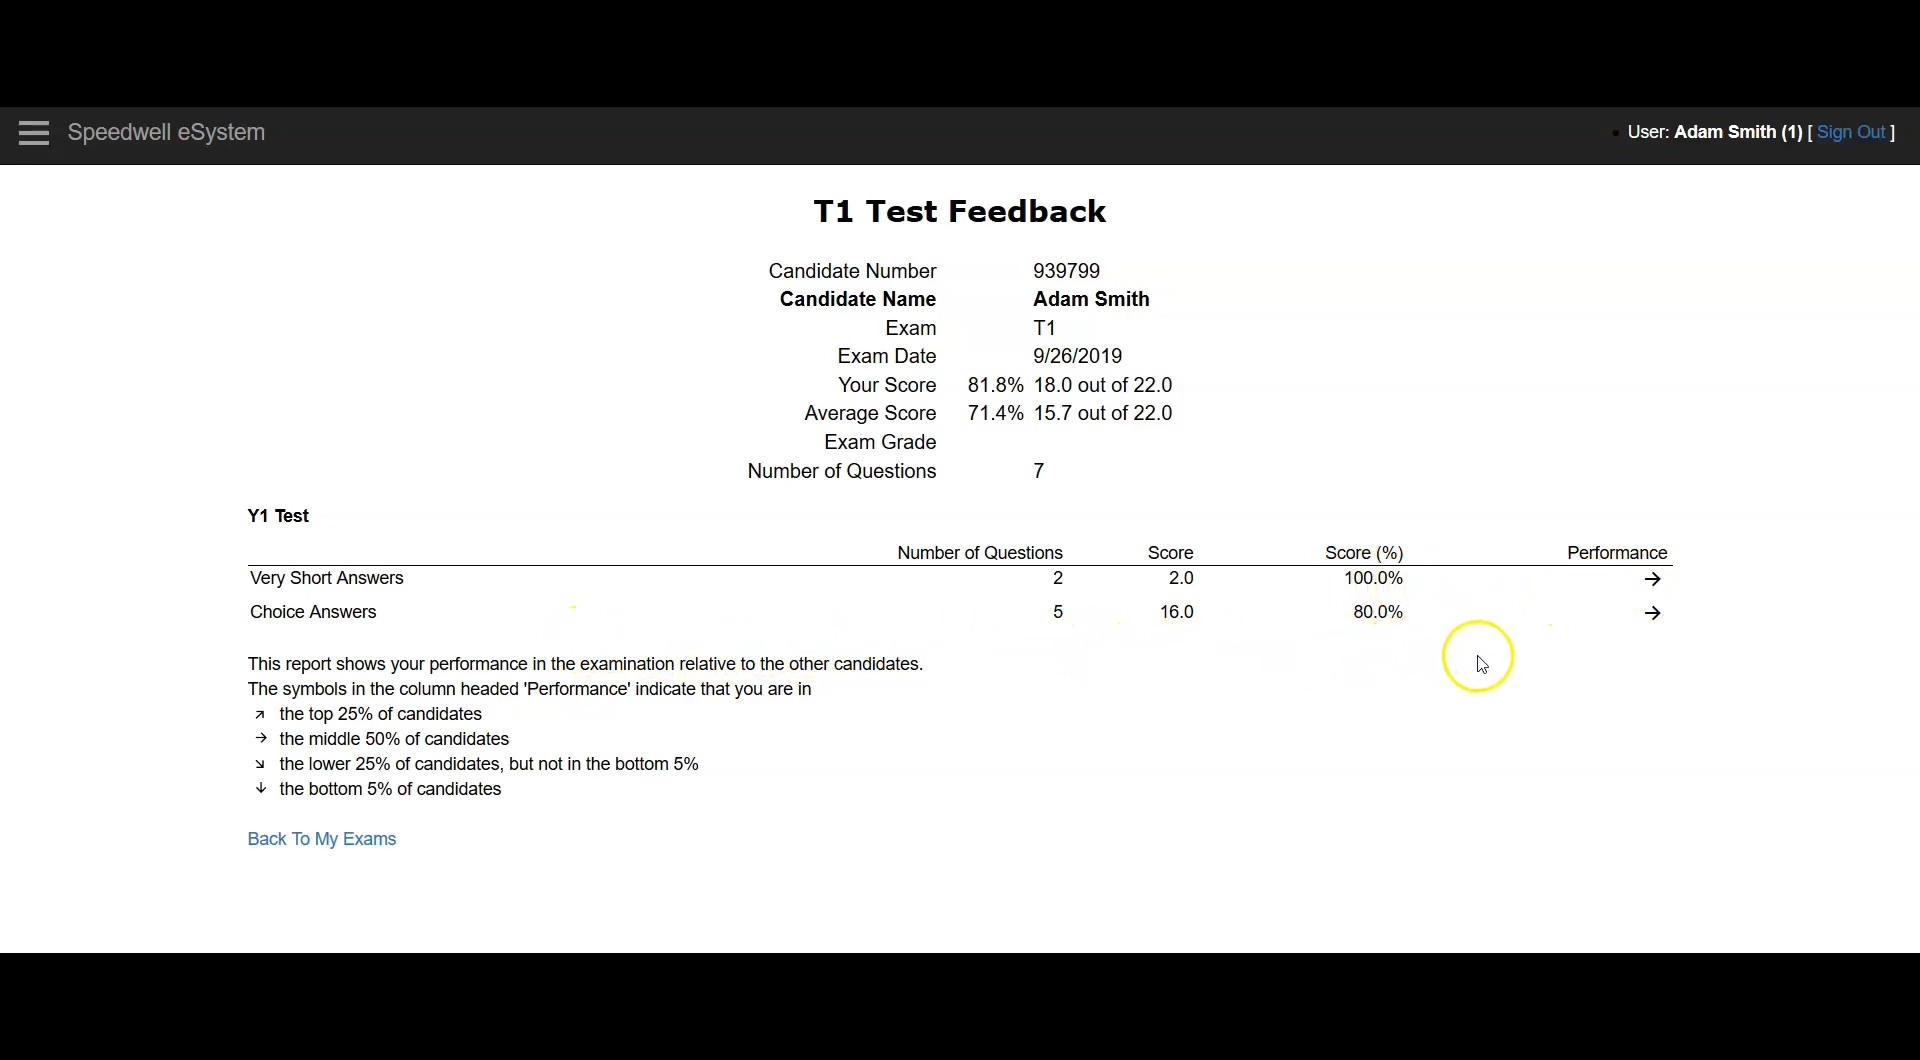 Speedwell eSystem
User: Adam Smith (1) [ Sign Out ]
T1 Test Feedback
Candidate Number 939799
Candidate Name Adam Smith
Exam T1
Exam Date 9/26/2019
Your Score 81.8% 18.0 out of 22.0
Average Score 71.4% 15.7 out of 22.0
Exam Grade
Number of Questions 7
Y1 Test
Number of Questions Score Score (%) Performance
Very Short Answers 2 2.0 100.0% →
Choice Answers 5 16.0 80.0% →
This report shows your performance in the examination relative to the other candidates.
The symbols in the column headed 'Performance' indicate that you are in
↗ the top 25% of candidates
→ the middle 50% of candidates
↘ the lower 25% of candidates, but not in the bottom 5%
↓ the bottom 5% of candidates
Back To My Exams